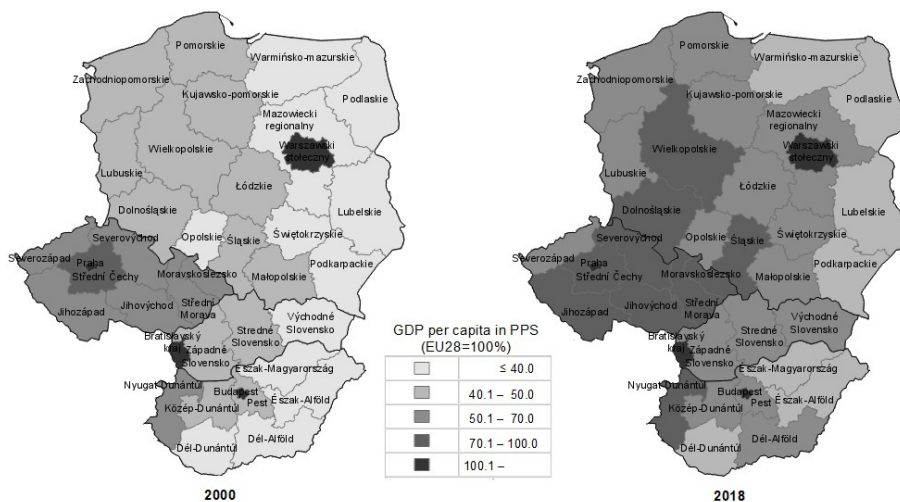 Pomorskie
Warmińsko-mazurskie
Zachodniopomorskie
Kujawsko-pomorskie
Podlaskie
Mazowiecki
regionalny
Warszawski
stołeczny
Wielkopolskie
Lubuskie
Łódzkie
Lubelskie
Dolnośląskie
Opolskie
Śląskie
Świętokrzyskie
Severovýchod
Severozápad
Praha
Střední Čechy
Moravskoslezsko
Małopolskie
Podkarpackie
Jihozápad
Jihovýchod
Střední
Morava
Východné
Slovensko
Stredné
Slovensko
Bratislavský
kraj
Západné
Slovensko
Észak-Magyarország
Nyugat-Dunántúl
Budapest
Pest
Észak-Alföld
Közép-Dunántúl
Dél-Alföld
Dél-Dunántúl
2000
GDP per capita in PPS
(EU28=100%)
≤ 40.0
40.1 – 50.0
50.1 – 70.0
70.1 – 100.0
100.1 –
Pomorskie
Warmińsko-mazurskie
Zachodniopomorskie
Kujawsko-pomorskie
Podlaskie
Mazowiecki
regionalny
Warszawski
stołeczny
Wielkopolskie
Lubuskie
Łódzkie
Lubelskie
Dolnośląskie
Opolskie
Śląskie
Świętokrzyskie
Severovýchod
Severozápad
Praha
Střední Čechy
Moravskoslezsko
Małopolskie
Podkarpackie
Jihozápad
Jihovýchod
Střední
Morava
Východné
Slovensko
Stredné
Slovensko
Bratislavský
kraj
Západné
Slovensko
Észak-Magyarország
Nyugat-Dunántúl
Budapest
Pest
Észak-Alföld
Közép-Dunántúl
Dél-Alföld
Dél-Dunántúl
2018